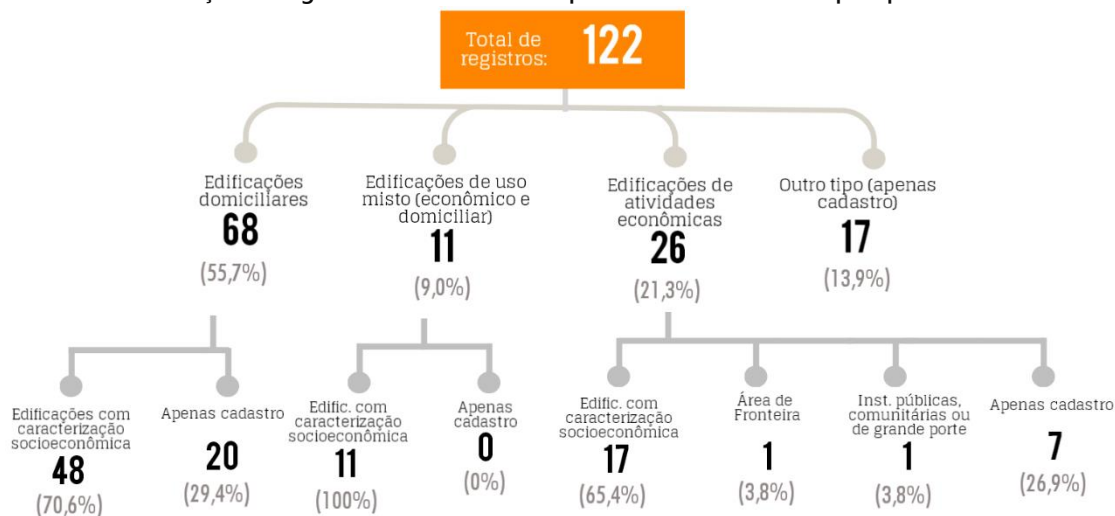 Total de
registros:
122
Edificações
domiciliares
68
(55,7%)
Edificações de uso
misto (econômico e
domiciliar)
11
(9,0%)
Edificações de
atividades
econômicas
26
(21,3%)
Outro tipo (apenas
cadastro)
17
(13,9%)
Edificações com
caracterização
socioeconômica
48
(70,6%)
Apenas cadastro
20
(29,4%)
Edific. com
caracterização
socioeconômica
11
(100%)
Apenas
cadastro
0
(0%)
Edific. com
caracterização
socioeconômica
17
(65,4%)
Área de
Fronteira
1
(3,8%)
Inst. públicas,
comunitárias ou
de grande porte
1
(3,8%)
Apenas cadastro
7
(26,9%)